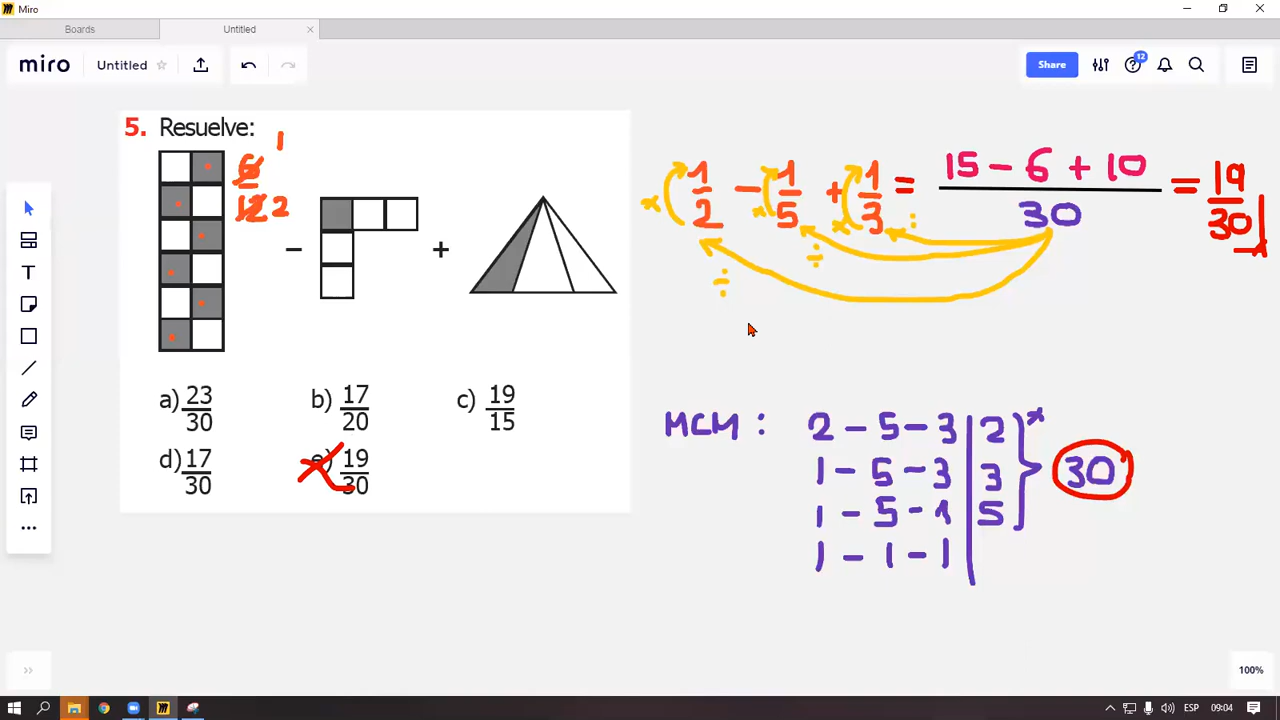 Miro
Boards
Untitled
miro
Untitled
Share
12
5. Resuelve:
6/12 1/2
−
+
a) 23/30
b) 17/20
c) 19/15
d) 17/30
e) 19/30
1/2 − 1/5 + 1/3 = (15 − 6 + 10)/30 = 19/30
× × × ÷ ÷ ÷
MCM : 2 − 5 − 3 | 2 *
1 − 5 − 3 | 3 30
1 − 5 − 1 | 5
1 − 1 − 1
100%
ESP
09:04